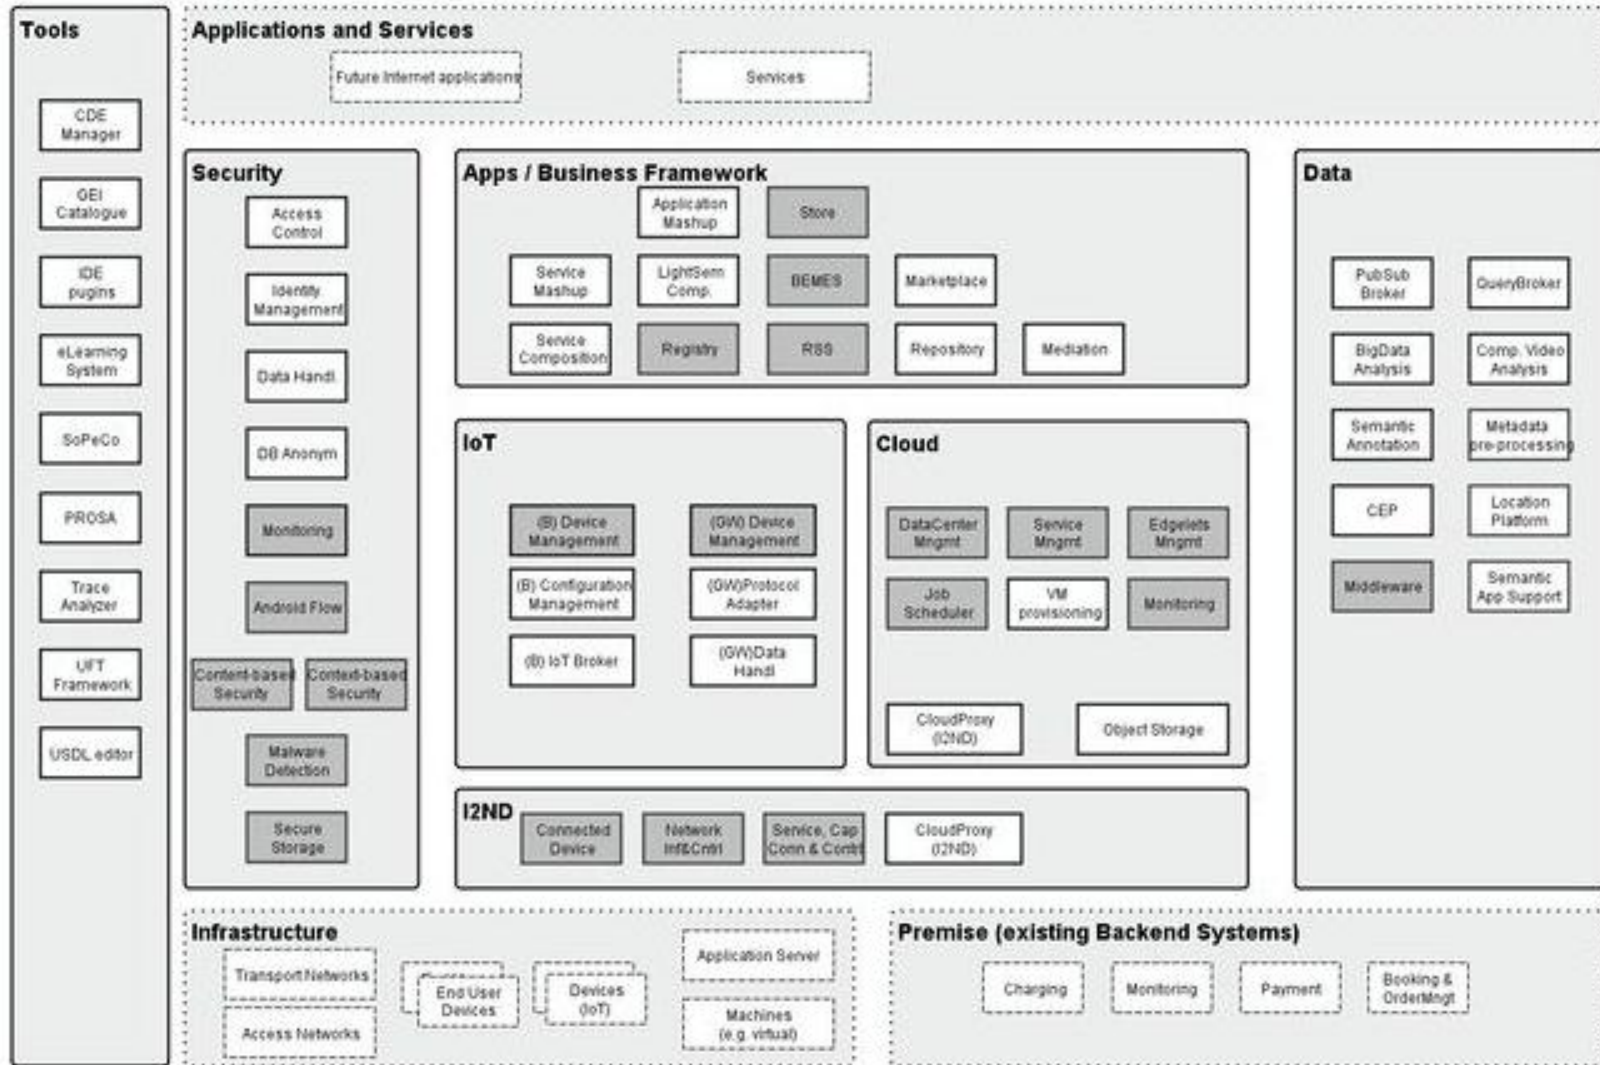 Tools
CDE
Manager
GEI
Catalogue
IDE
pugins
eLearning
System
SoPeCo
PROSA
Trace
Analyzer
UFT
Framework
USDL editor
Applications and Services
Future Internet applications
Services
Security
Access
Control
Identity
Management
Data Handl.
DB Anonym
Monitoring
Android Flow
Content-based
Security
Context-based
Security
Malware
Detection
Secure
Storage
Apps / Business Framework
Application
Mashup
Store
Service
Mashup
LightSem
Comp.
BEMES
Marketplace
Service
Composition
Registry
RSS
Repository
Mediation
IoT
(B) Device
Management
(GW) Device
Management
(B) Configuration
Management
(GW)Protocol
Adapter
(B) IoT Broker
(GW)Data
Handl
Cloud
DataCenter
Mngmt
Service
Mngmt
Edgelets
Mngmt
Job
Scheduler
VM
provisioning
Monitoring
CloudProxy
(I2ND)
Object Storage
I2ND
Connected
Device
Network
Inf&Cntrl
Service, Cap
Conn & Contrl
CloudProxy
(I2ND)
Data
PubSub
Broker
QueryBroker
BigData
Analysis
Comp. Video
Analysis
Semantic
Annotation
Metadata
pre-processing
CEP
Location
Platform
Middleware
Semantic
App Support
Infrastructure
Transport Networks
Access Networks
End User
Devices
Devices
(IoT)
Application Server
Machines
(e.g. virtual)
Premise (existing Backend Systems)
Charging
Monitoring
Payment
Booking &
OrderMngt